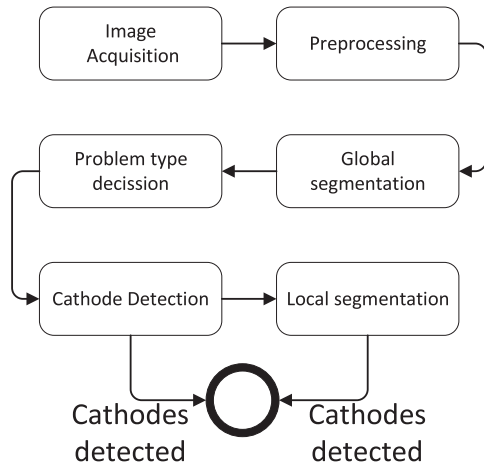 Image
Acquisition
Preprocessing
Problem type
decission
Global
segmentation
Cathode Detection
Local segmentation
Cathodes
detected
Cathodes
detected